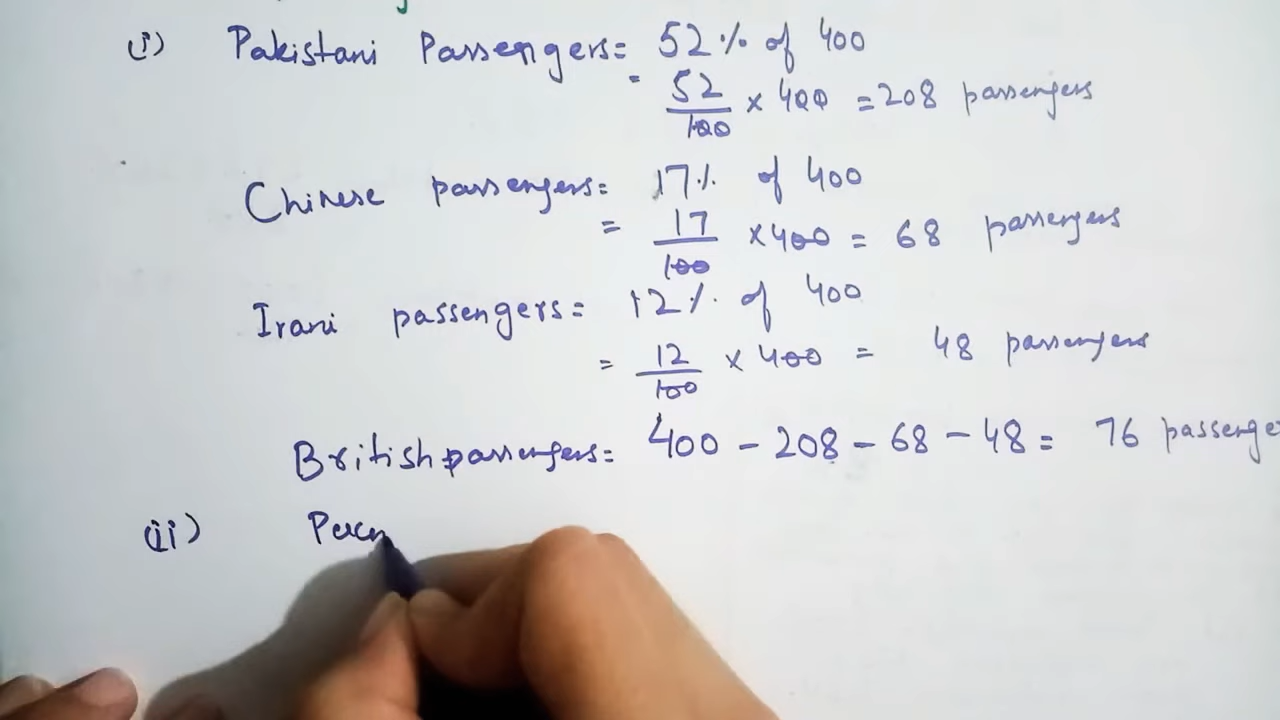 (i) Pakistani Passengers = 52% of 400
= 52/100 × 400 = 208 passengers
Chinese passengers = 17% of 400
= 17/100 × 400 = 68 passengers
Irani passengers = 12% of 400
= 12/100 × 400 = 48 passengers
British passengers = 400 - 208 - 68 - 48 = 76 passenge
(ii)